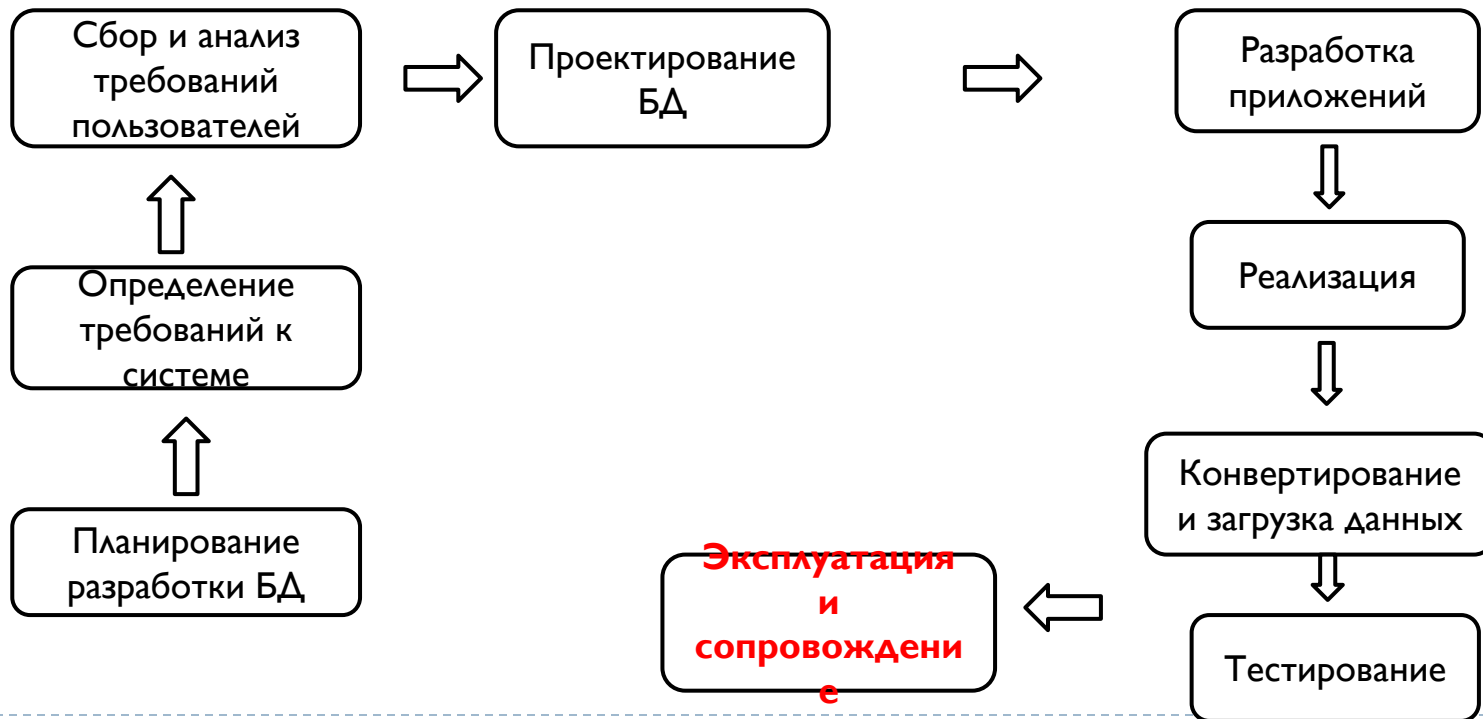 Сбор и анализ
требований
пользователей
Проектирование
БД
Разработка
приложений
Определение
требований к
системе
Реализация
Планирование
разработки БД
Конвертирование
и загрузка данных
Эксплуатация
и
сопровождени
е
Тестирование